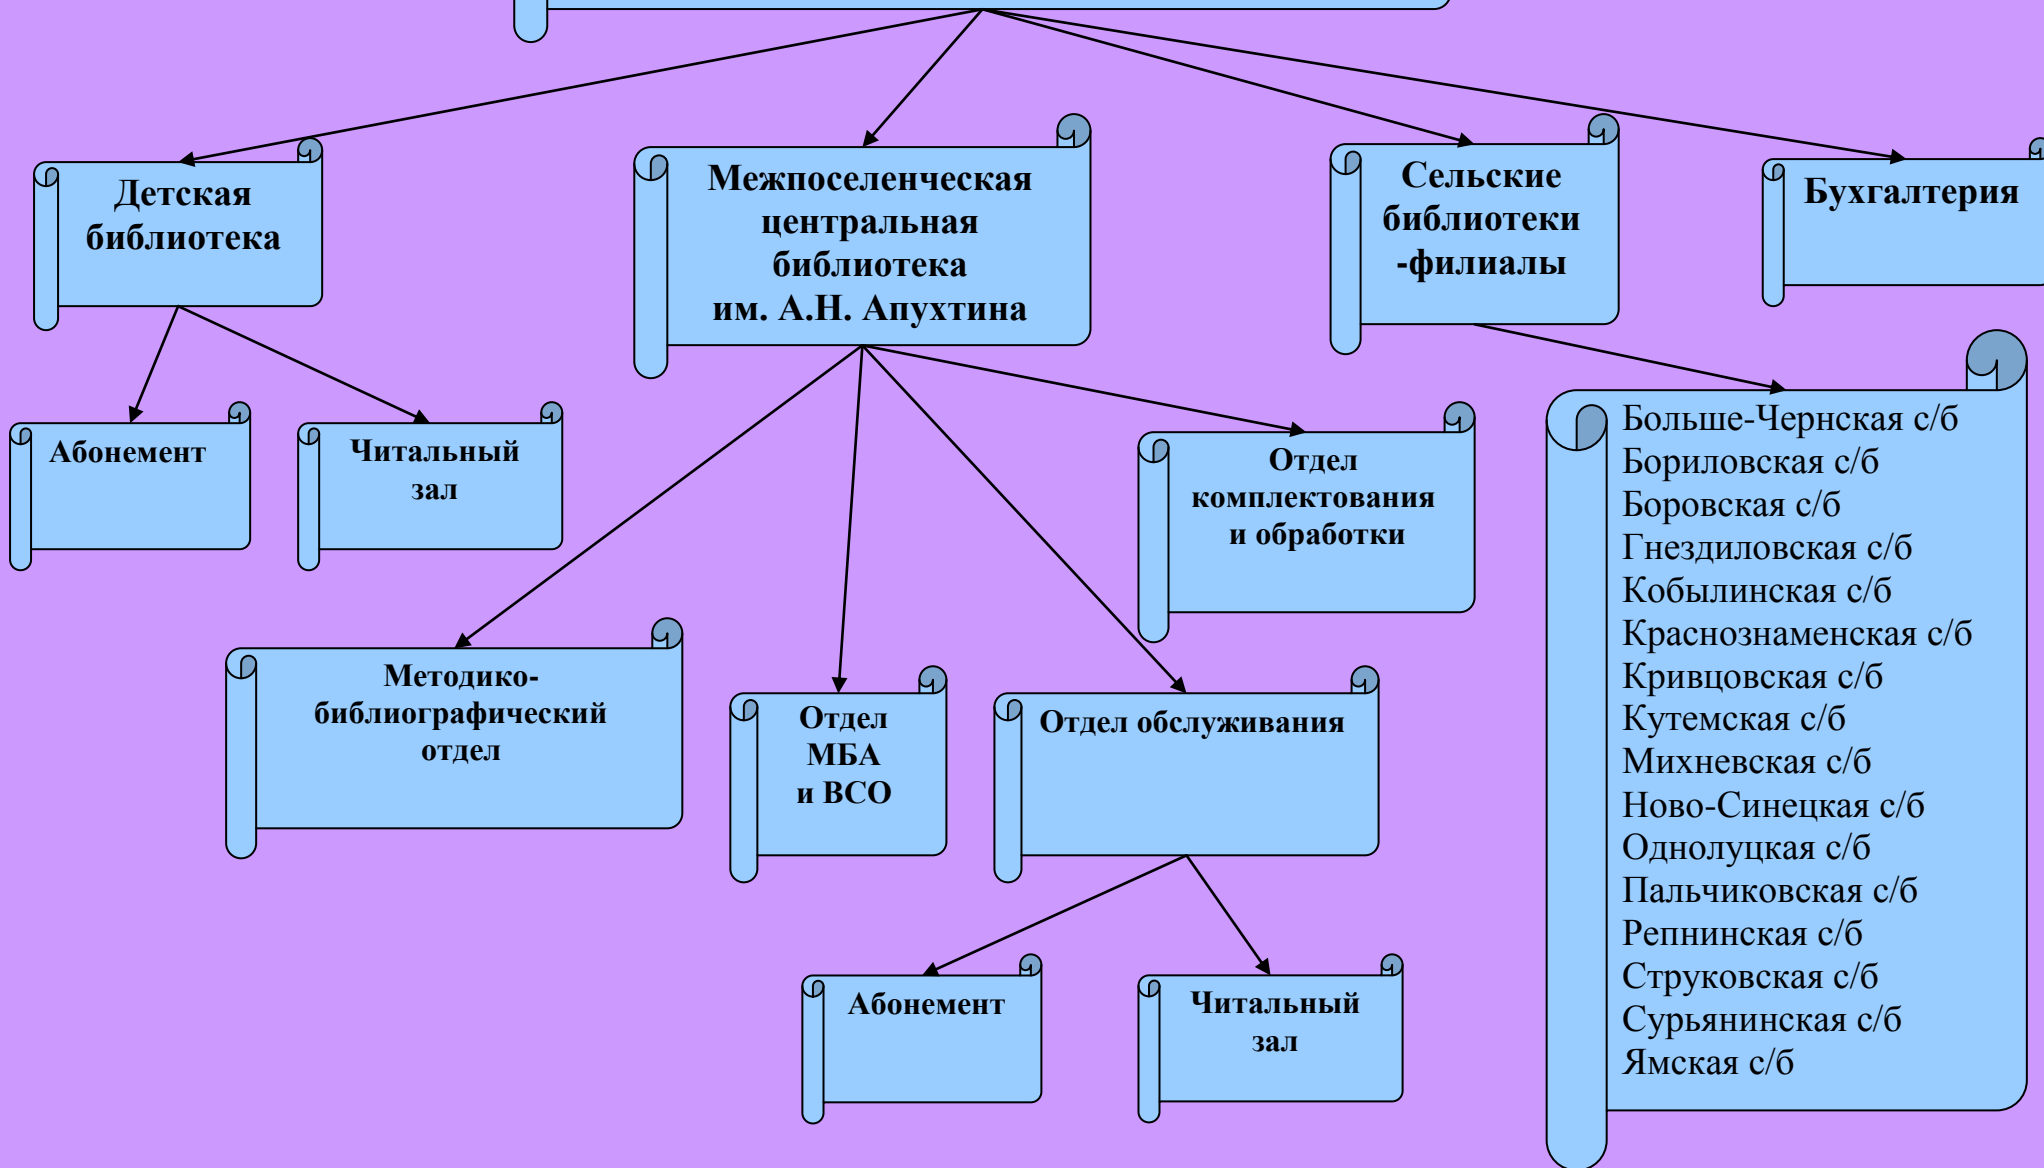 Детская
библиотека
Межпоселенческая
центральная
библиотека
им. А.Н. Апухтина
Сельские
библиотеки
-филиалы
Бухгалтерия
Абонемент
Читальный
зал
Отдел
комплектования
и обработки
Больше-Чернская с/б
Бориловская с/б
Боровская с/б
Гнездиловская с/б
Кобылинская с/б
Краснознаменская с/б
Кривцовская с/б
Кутемская с/б
Михневская с/б
Ново-Синецкая с/б
Однолуцкая с/б
Пальчиковская с/б
Репнинская с/б
Струковская с/б
Сурьянинская с/б
Ямская с/б
Методико-
библиографический
отдел
Отдел
МБА
и ВСО
Отдел обслуживания
Абонемент
Читальный
зал